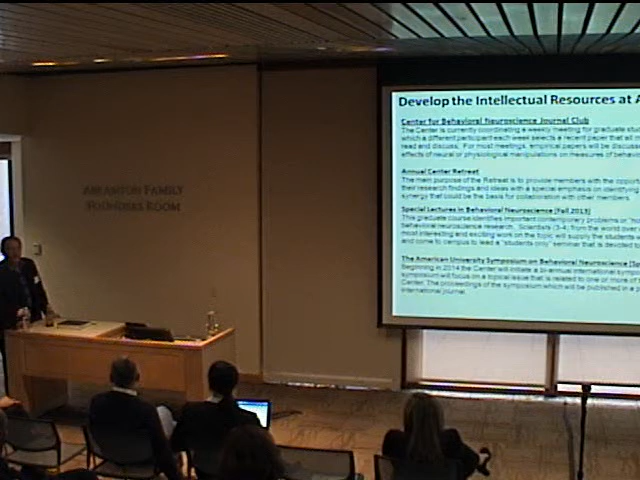 Develop the Intellectual Resources at A
Center for Behavioral Neuroscience Journal Club
The Center is currently coordinating a weekly meeting for graduate stud
which a different participant each week selects a recent paper that all m
read and discuss. For most meetings, empirical papers will be discuss
effects of neural or physiological manipulations on measures of behav
Annual Center Retreat
The main purpose of the Retreat is to provide members with the opport
their research findings and ideas with a special emphasis on identifying
synergy that could be the basis for collaboration with other members.
Special Lectures in Behavioral Neuroscience (Fall 2013)
This graduate course identifies important contemporary problems or "
behavioral neuroscience research. Scientists (3-4) from the world over
most interesting and exciting work on the topic will supply the students
and come to campus to lead a "students only" seminar that is devoted to
The American University Symposium on Behavioral Neuroscience (S
Beginning in 2014 the Center will initiate a bi-annual international symp
symposium will focus on a topical issue that is related to one or more of t
Center. The proceedings of the symposium which will be published in a p
international journal.
ABRAMSON FAMILY
FOUNDERS ROOM